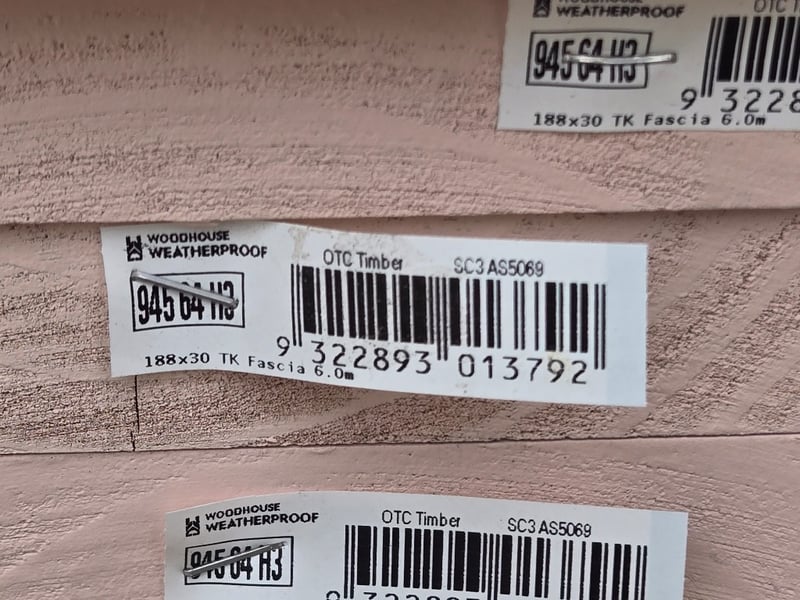 WOODHOUSE
WEATHERPROOF
OTC T
945 64 H3
9 3228
188x30 TK Fascia 6.0m
WOODHOUSE
WEATHERPROOF
OTC Timber SC3 AS5069
945 64 H3
9 322893 013792
188x30 TK Fascia 6.0m
WOODHOUSE
WEATHERPROOF
OTC Timber SC3 AS5069
945 64 H3